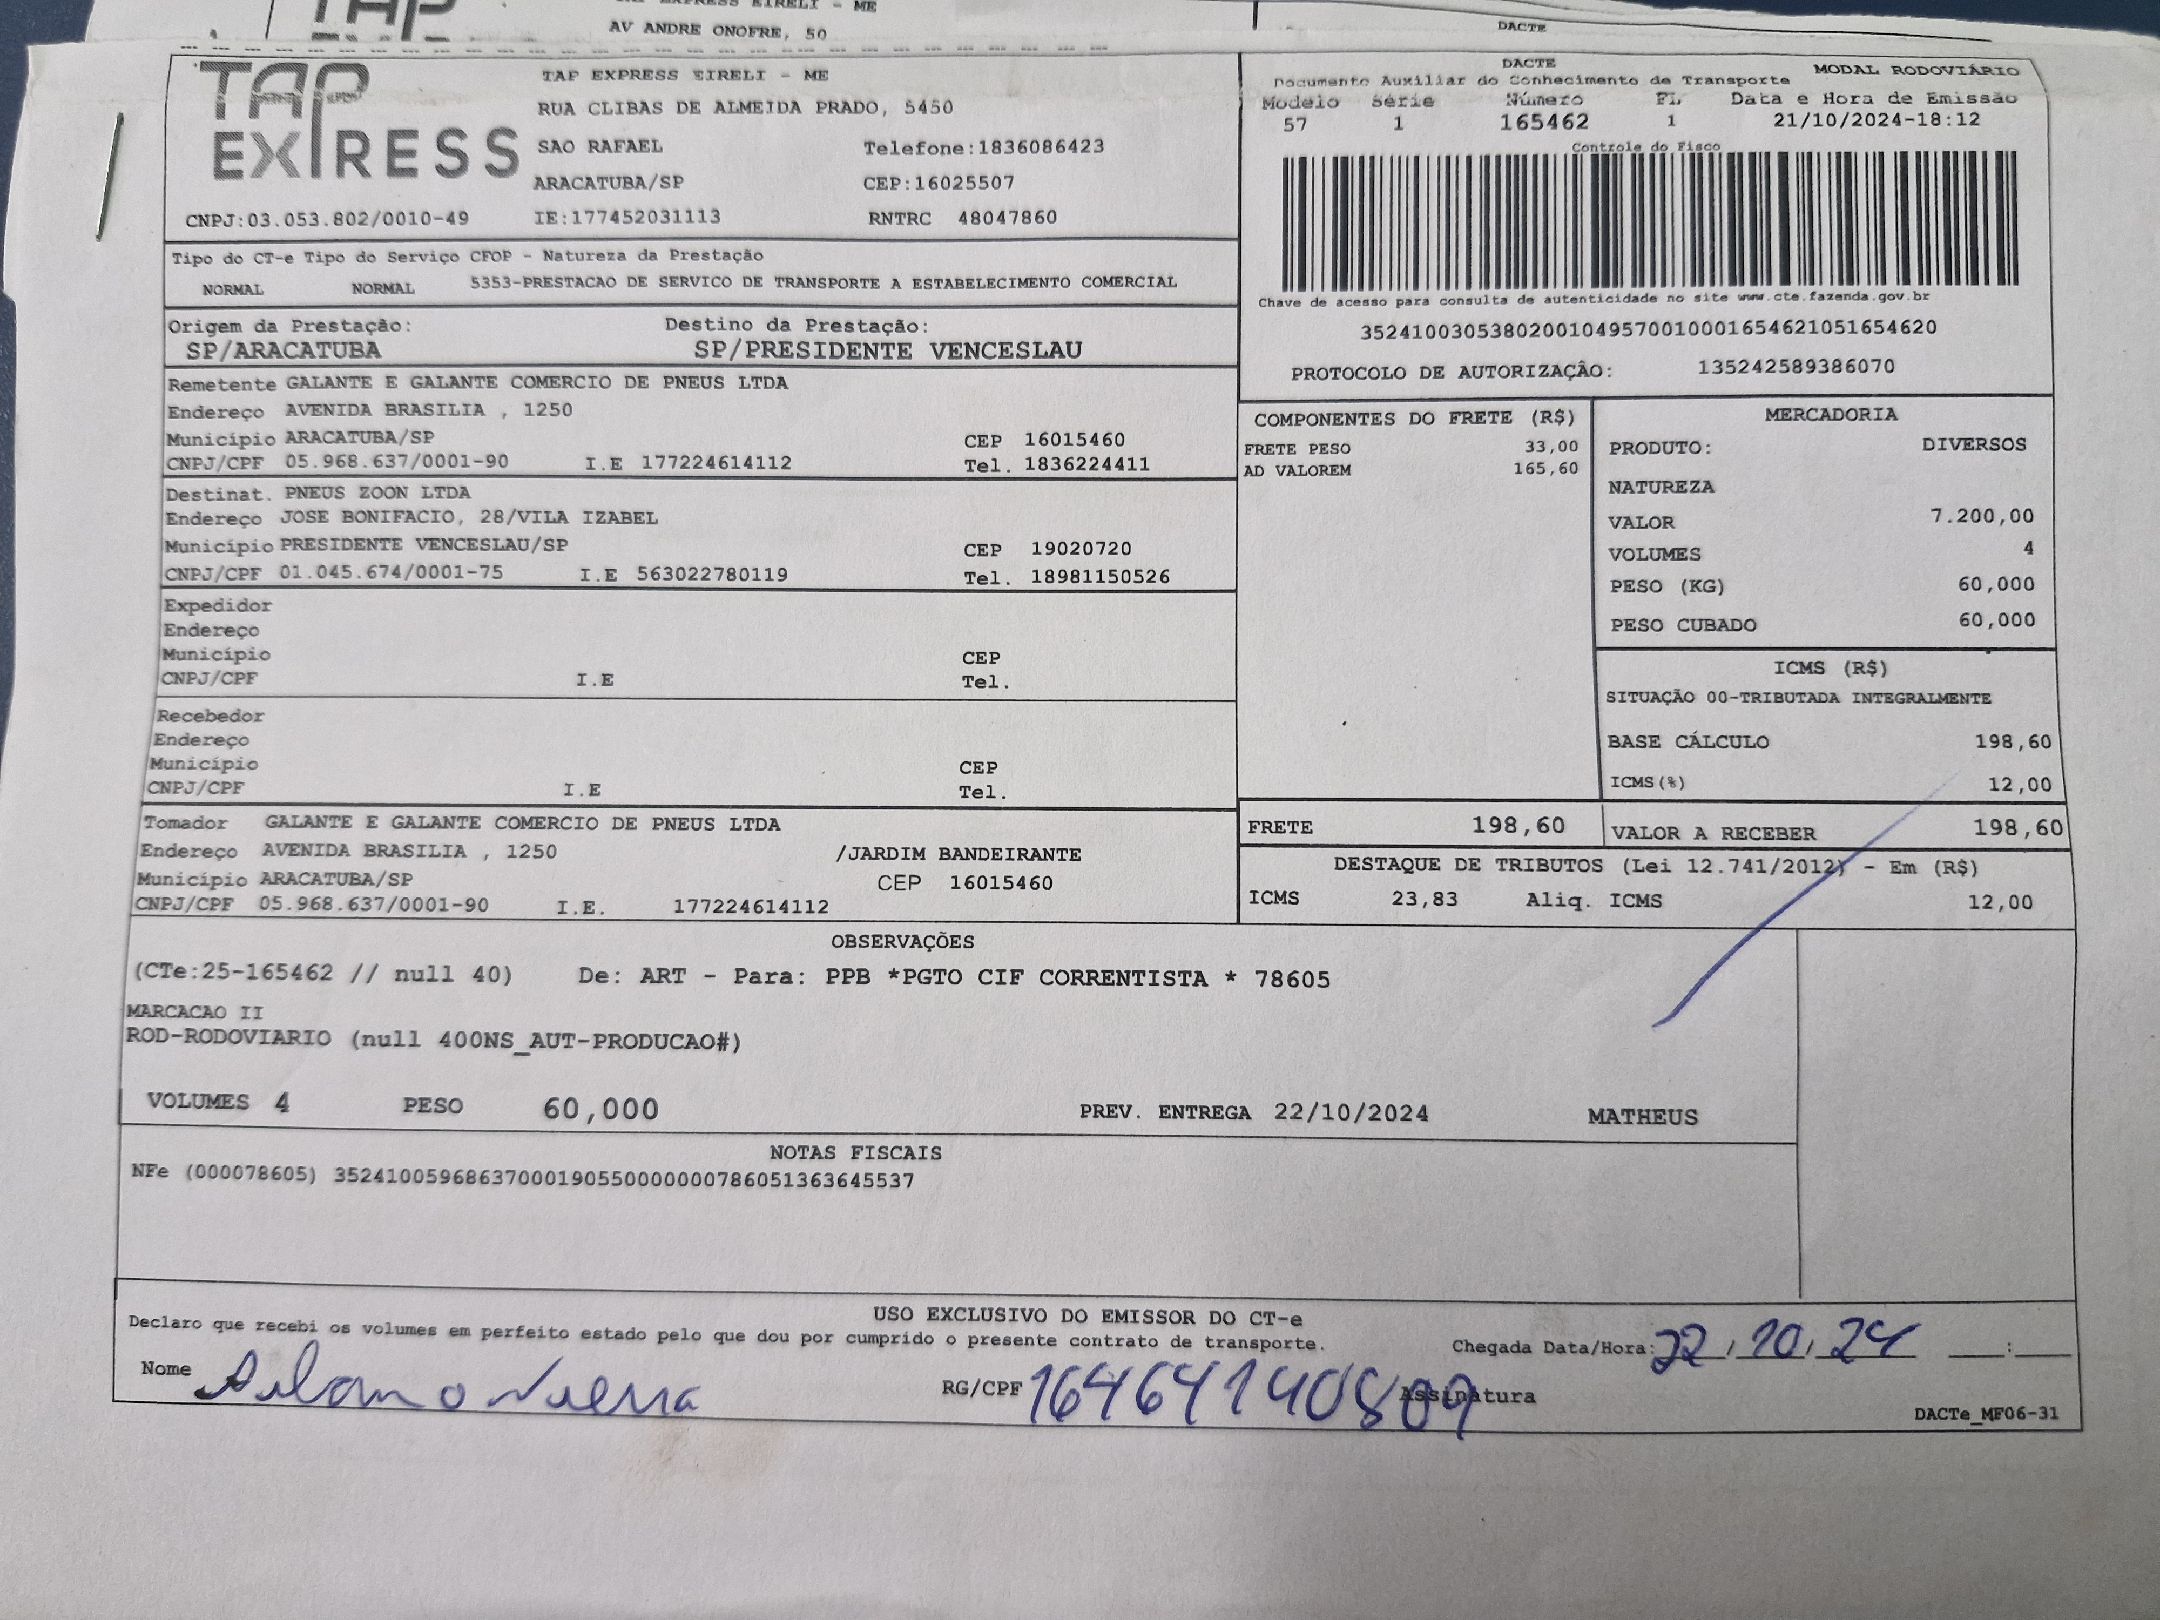 AV ANDRE ONOFRE, 50
DACTE
TAP EXPRESS
TAP EXPRESS EIRELI - ME
RUA CLIBAS DE ALMEIDA PRADO, 5450
SAO RAFAEL Telefone:1836086423
ARACATUBA/SP CEP:16025507
CNPJ:03.053.802/0010-49 IE:177452031113 RNTRC 48047860
DACTE MODAL RODOVIÁRIO
Documento Auxiliar do Conhecimento de Transporte
Modelo Série Número FL Data e Hora de Emissão
57 1 165462 1 21/10/2024-18:12
Controle do Fisco
Chave de acesso para consulta de autenticidade no site www.cte.fazenda.gov.br
35241003053802001049570010001654621051654620
PROTOCOLO DE AUTORIZAÇÂO: 135242589386070
Tipo do CT-e Tipo do Serviço CFOP - Natureza da Prestação
NORMAL NORMAL 5353-PRESTACAO DE SERVICO DE TRANSPORTE A ESTABELECIMENTO COMERCIAL
Origem da Prestação: Destino da Prestação:
SP/ARACATUBA SP/PRESIDENTE VENCESLAU
Remetente GALANTE E GALANTE COMERCIO DE PNEUS LTDA
Endereço AVENIDA BRASILIA , 1250
Município ARACATUBA/SP CEP 16015460
CNPJ/CPF 05.968.637/0001-90 I.E 177224614112 Tel. 1836224411
Destinat. PNEUS ZOON LTDA
Endereço JOSE BONIFACIO, 28/VILA IZABEL
Município PRESIDENTE VENCESLAU/SP CEP 19020720
CNPJ/CPF 01.045.674/0001-75 I.E 563022780119 Tel. 18981150526
Expedidor
Endereço
Município CEP
CNPJ/CPF I.E Tel.
Recebedor
Endereço
Município CEP
CNPJ/CPF I.E Tel.
Tomador GALANTE E GALANTE COMERCIO DE PNEUS LTDA
Endereço AVENIDA BRASILIA , 1250 /JARDIM BANDEIRANTE
Município ARACATUBA/SP CEP 16015460
CNPJ/CPF 05.968.637/0001-90 I.E. 177224614112
COMPONENTES DO FRETE (R$)
FRETE PESO 33,00
AD VALOREM 165,60
MERCADORIA
PRODUTO: DIVERSOS
NATUREZA
VALOR 7.200,00
VOLUMES 4
PESO (KG) 60,000
PESO CUBADO 60,000
ICMS (R$)
SITUAÇÃO 00-TRIBUTADA INTEGRALMENTE
BASE CÁLCULO 198,60
ICMS(%) 12,00
FRETE 198,60 VALOR A RECEBER 198,60
DESTAQUE DE TRIBUTOS (Lei 12.741/2012) - Em (R$)
ICMS 23,83 Aliq. ICMS 12,00
OBSERVAÇÕES
(CTe:25-165462 // null 40) De: ART - Para: PPB *PGTO CIF CORRENTISTA * 78605
MARCACAO II
ROD-RODOVIARIO (null 400NS_AUT-PRODUCAO#)
VOLUMES 4 PESO 60,000 PREV. ENTREGA 22/10/2024 MATHEUS
NOTAS FISCAIS
NFe (000078605) 35241005968637000190550000000786051363645537
USO EXCLUSIVO DO EMISSOR DO CT-e
Declaro que recebi os volumes em perfeito estado pelo que dou por cumprido o presente contrato de transporte. Chegada Data/Hora: 22/10/24 :
Nome RG/CPF 16464140809 Assinatura
DACTe_MF06-31